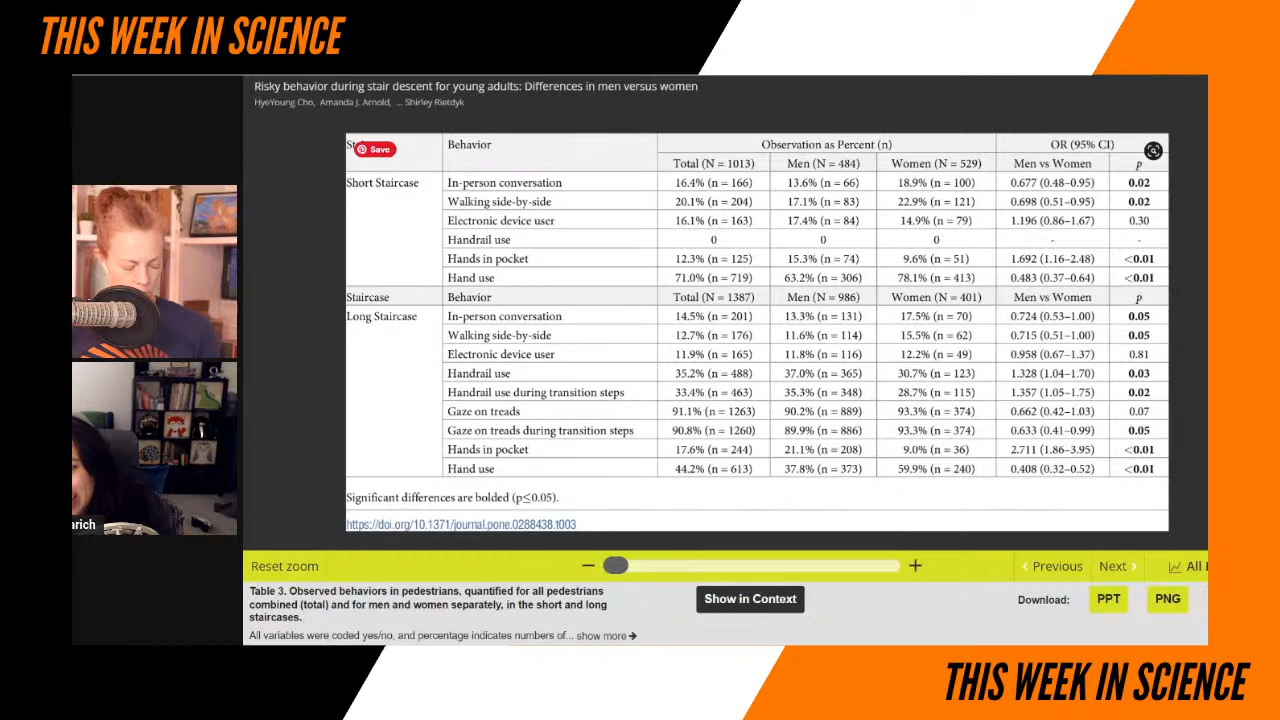 THIS WEEK IN SCIENCE
Risky behavior during stair descent for young adults: Differences in men versus women
HyeYoung Cho, Amanda J. Arnold, ... Shirley Rietdyk
Save
Behavior Observation as Percent (n) OR (95% CI)
Total (N = 1013) Men (N = 484) Women (N = 529) Men vs Women p
Short Staircase In-person conversation 16.4% (n = 166) 13.6% (n = 66) 18.9% (n = 100) 0.677 (0.48–0.95) 0.02
Walking side-by-side 20.1% (n = 204) 17.1% (n = 83) 22.9% (n = 121) 0.698 (0.51–0.95) 0.02
Electronic device user 16.1% (n = 163) 17.4% (n = 84) 14.9% (n = 79) 1.196 (0.86–1.67) 0.30
Handrail use 0 0 0 - -
Hands in pocket 12.3% (n = 125) 15.3% (n = 74) 9.6% (n = 51) 1.692 (1.16–2.48) <0.01
Hand use 71.0% (n = 719) 63.2% (n = 306) 78.1% (n = 413) 0.483 (0.37–0.64) <0.01
Staircase Behavior Total (N = 1387) Men (N = 986) Women (N = 401) Men vs Women p
Long Staircase In-person conversation 14.5% (n = 201) 13.3% (n = 131) 17.5% (n = 70) 0.724 (0.53–1.00) 0.05
Walking side-by-side 12.7% (n = 176) 11.6% (n = 114) 15.5% (n = 62) 0.715 (0.51–1.00) 0.05
Electronic device user 11.9% (n = 165) 11.8% (n = 116) 12.2% (n = 49) 0.958 (0.67–1.37) 0.81
Handrail use 35.2% (n = 488) 37.0% (n = 365) 30.7% (n = 123) 1.328 (1.04–1.70) 0.03
Handrail use during transition steps 33.4% (n = 463) 35.3% (n = 348) 28.7% (n = 115) 1.357 (1.05–1.75) 0.02
Gaze on treads 91.1% (n = 1263) 90.2% (n = 889) 93.3% (n = 374) 0.662 (0.42–1.03) 0.07
Gaze on treads during transition steps 90.8% (n = 1260) 89.9% (n = 886) 93.3% (n = 374) 0.633 (0.41–0.99) 0.05
Hands in pocket 17.6% (n = 244) 21.1% (n = 208) 9.0% (n = 36) 2.711 (1.86–3.95) <0.01
Hand use 44.2% (n = 613) 37.8% (n = 373) 59.9% (n = 240) 0.408 (0.32–0.52) <0.01
Significant differences are bolded (p≤0.05).
https://doi.org/10.1371/journal.pone.0288438.t003
arich
Reset zoom − + Previous Next All
Table 3. Observed behaviors in pedestrians, quantified for all pedestrians
combined (total) and for men and women separately, in the short and long
staircases.
All variables were coded yes/no, and percentage indicates numbers of... show more
Show in Context
Download: PPT PNG
THIS WEEK IN SCIENCE